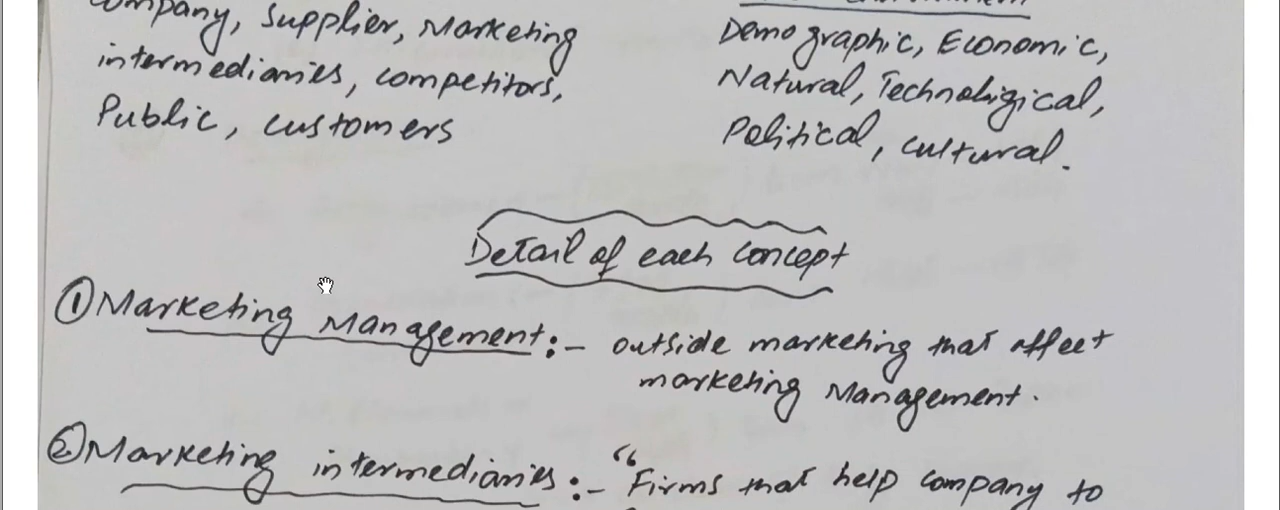 Company, Supplier, Marketing
intermediaries, competitors,
Public, customers
Demographic, Economic,
Natural, Technoligical,
Political, cultural.
Detail of each concept
① Marketing Management :- outside marketing that affect
marketing Management.
② Marketing intermediaries :- "Firms that help company to